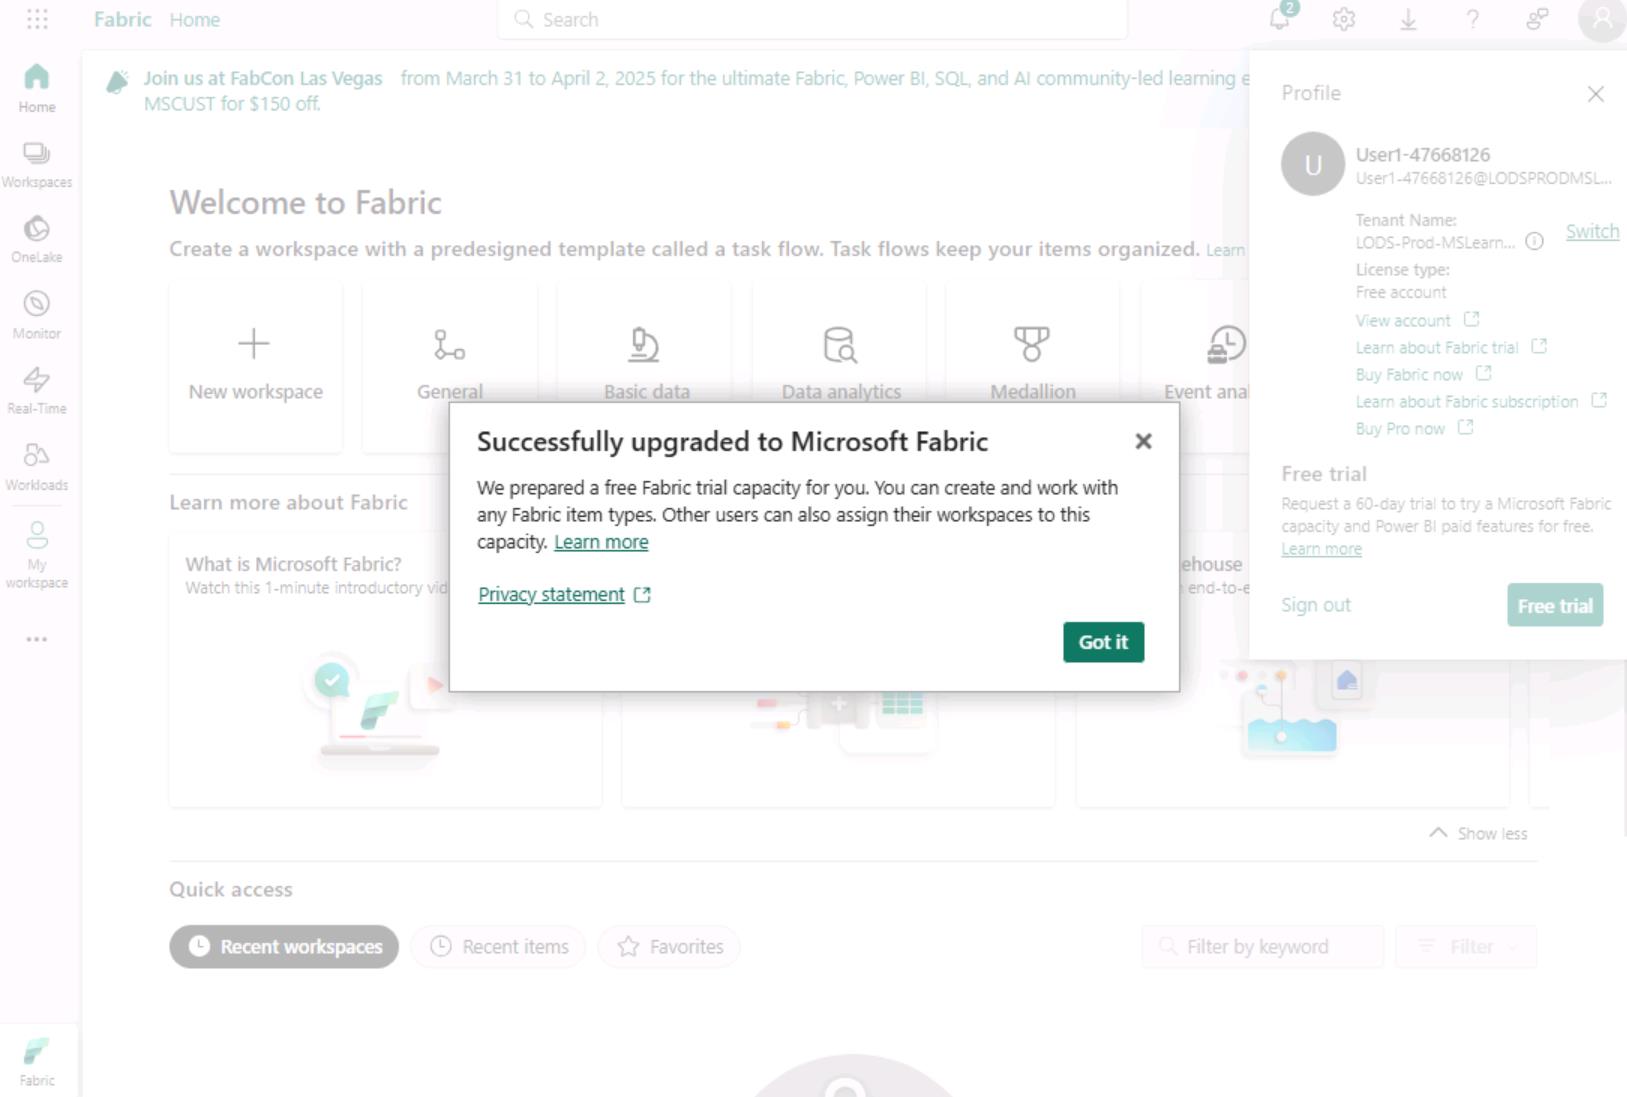 Fabric Home
Search
2
Join us at FabCon Las Vegas from March 31 to April 2, 2025 for the ultimate Fabric, Power BI, SQL, and AI community-led learning e
MSCUST for $150 off.
Home
Workspaces
OneLake
Monitor
Real-Time
Workloads
My
workspace
Fabric
Welcome to Fabric
Create a workspace with a predesigned template called a task flow. Task flows keep your items organized. Learn
New workspace
General
Basic data
Data analytics
Medallion
Event anal
Learn more about Fabric
What is Microsoft Fabric?
Watch this 1-minute introductory vid
ehouse
end-to-e
Successfully upgraded to Microsoft Fabric
We prepared a free Fabric trial capacity for you. You can create and work with
any Fabric item types. Other users can also assign their workspaces to this
capacity. Learn more
Privacy statement
Got it
Profile
U
User1-47668126
User1-47668126@LODSPRODMSL...
Tenant Name:
LODS-Prod-MSLearn...
Switch
License type:
Free account
View account
Learn about Fabric trial
Buy Fabric now
Learn about Fabric subscription
Buy Pro now
Free trial
Request a 60-day trial to try a Microsoft Fabric
capacity and Power BI paid features for free.
Learn more
Sign out
Free trial
Show less
Quick access
Recent workspaces
Recent items
Favorites
Filter by keyword
Filter